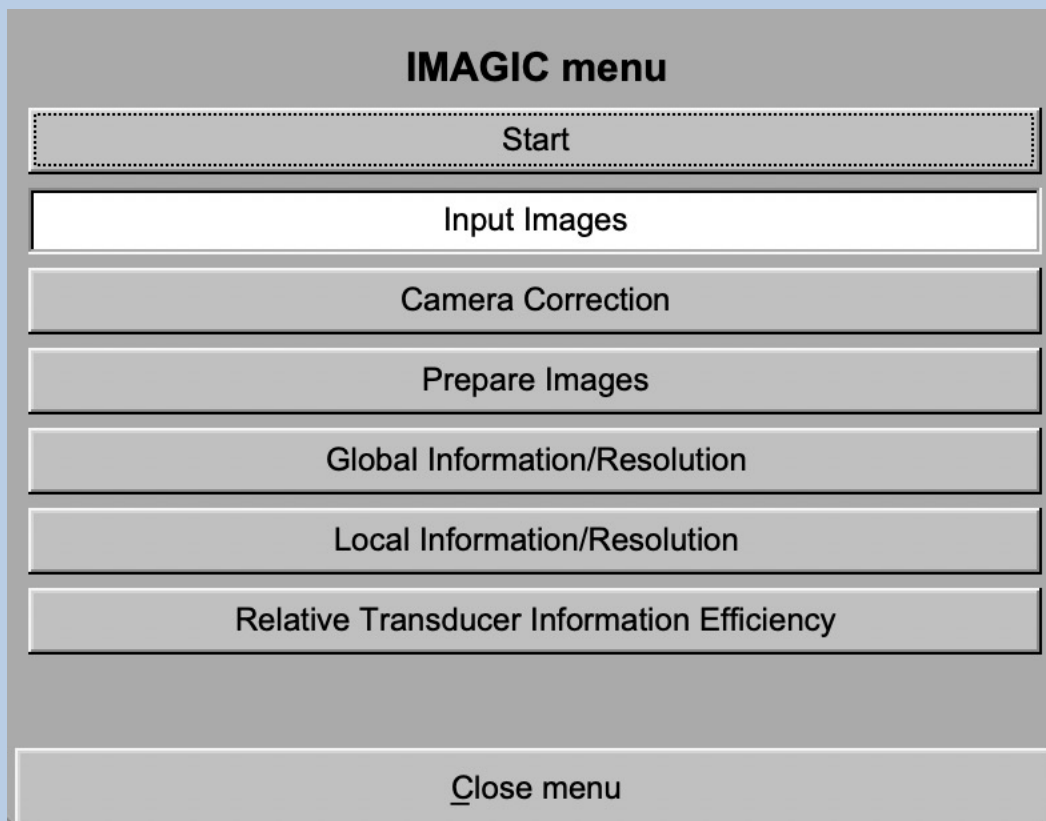 IMAGIC menu
Start
Input Images
Camera Correction
Prepare Images
Global Information/Resolution
Local Information/Resolution
Relative Transducer Information Efficiency
Close menu